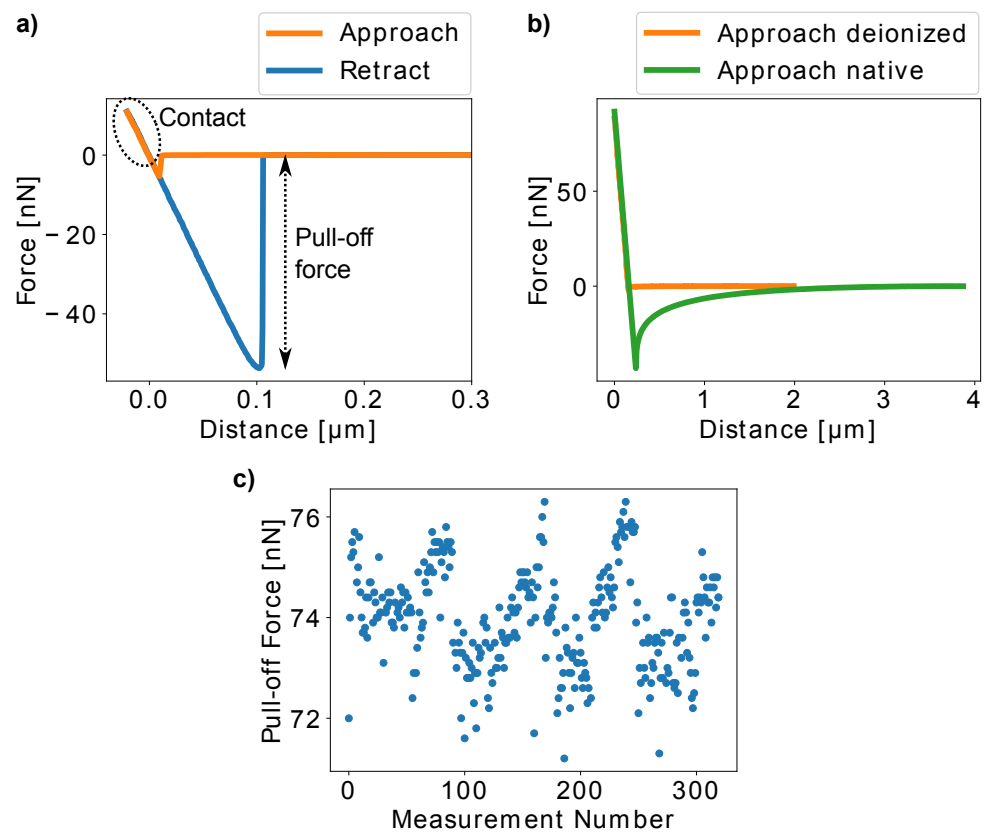 a)
Approach
Retract
Contact
Pull-off
force
0
−20
−40
Force [nN]
0.0
0.1
0.2
0.3
Distance [μm]
b)
Approach deionized
Approach native
50
0
Force [nN]
0
1
2
3
4
Distance [μm]
c)
76
74
72
Pull-off Force [nN]
0
100
200
300
Measurement Number